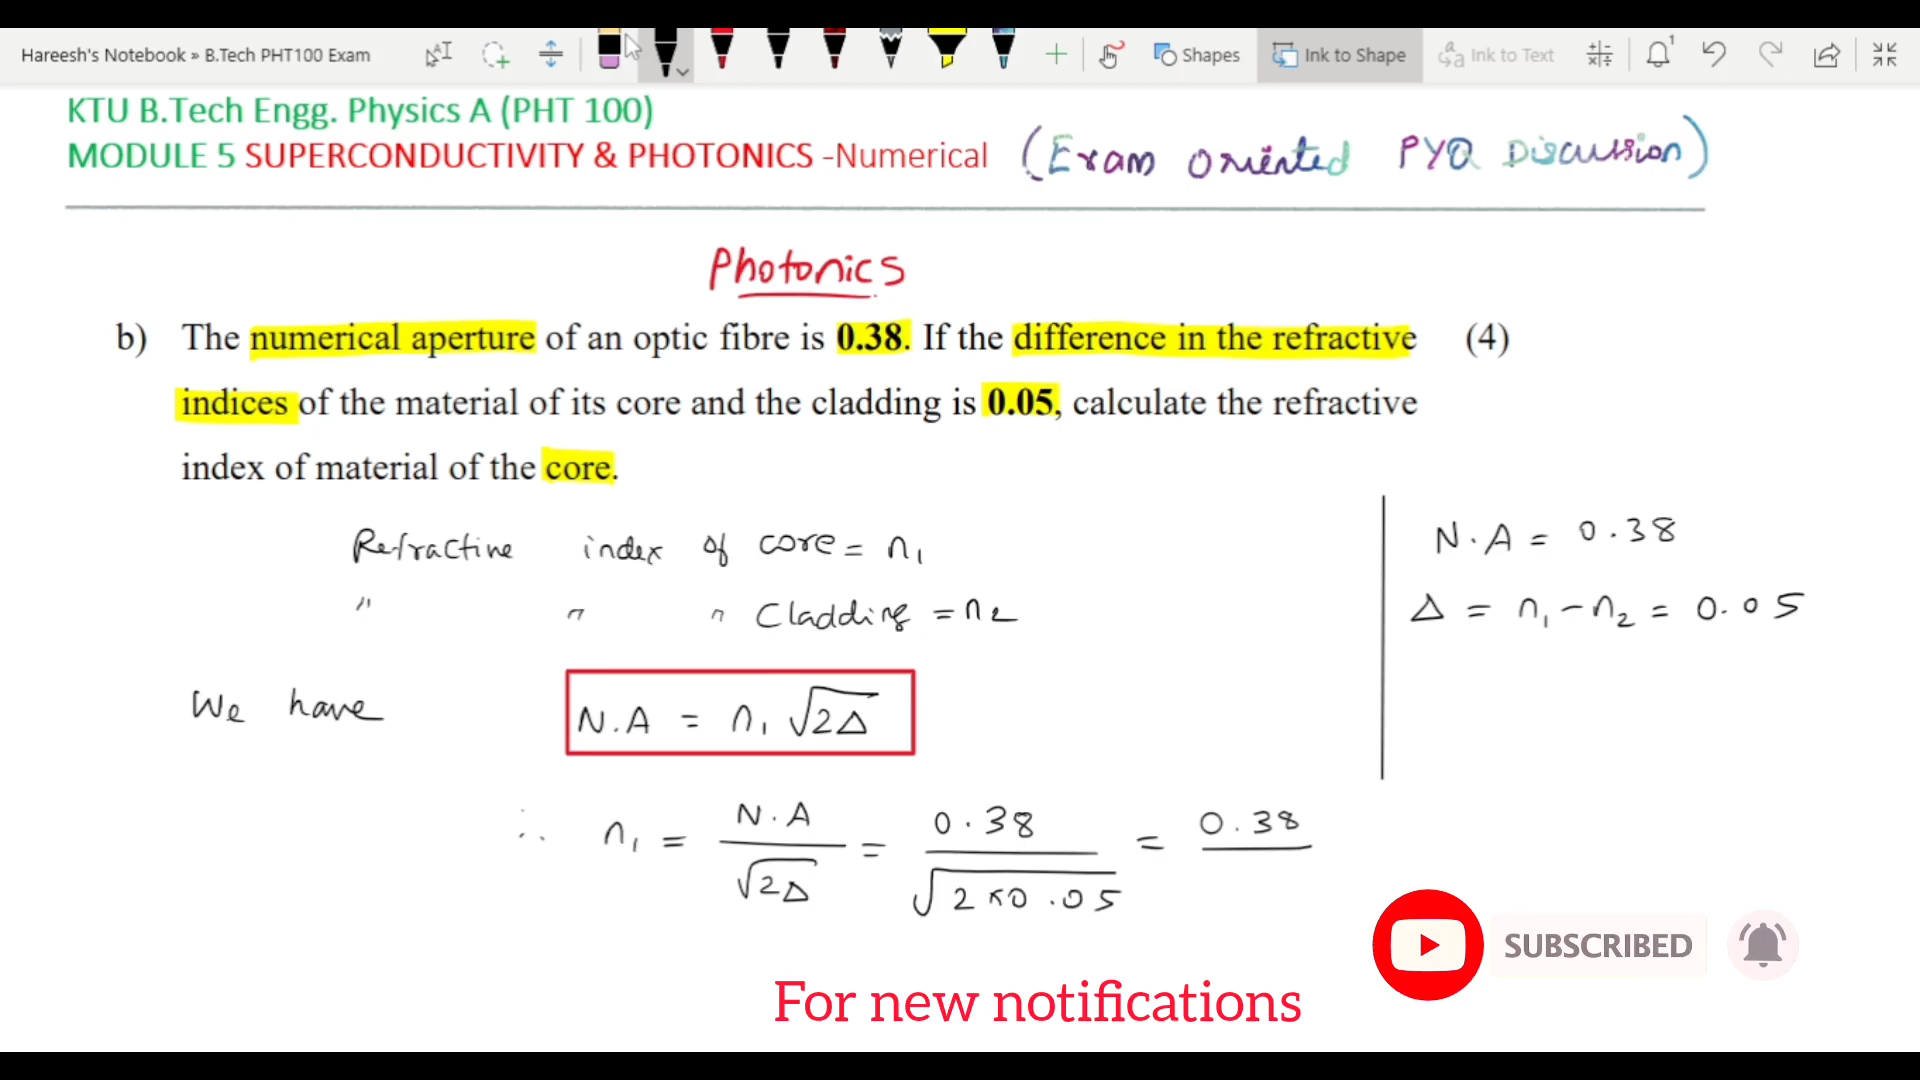 Hareesh's Notebook » B.Tech PHT100 Exam
Shapes
Ink to Shape
Ink to Text
1
KTU B.Tech Engg. Physics A (PHT 100)
MODULE 5 SUPERCONDUCTIVITY & PHOTONICS -Numerical (Exam Oriented PYQ Discussion)
Photonics
b) The numerical aperture of an optic fibre is 0.38. If the difference in the refractive (4)
indices of the material of its core and the cladding is 0.05, calculate the refractive
index of material of the core.
Refractive index of core = n₁
" " " Cladding = n₂
N.A = 0.38
Δ = n₁ - n₂ = 0.05
We have N.A = n₁ √2Δ
∴ n₁ = N.A / √2Δ = 0.38 / √2×0.05 = 0.38
SUBSCRIBED
For new notifications